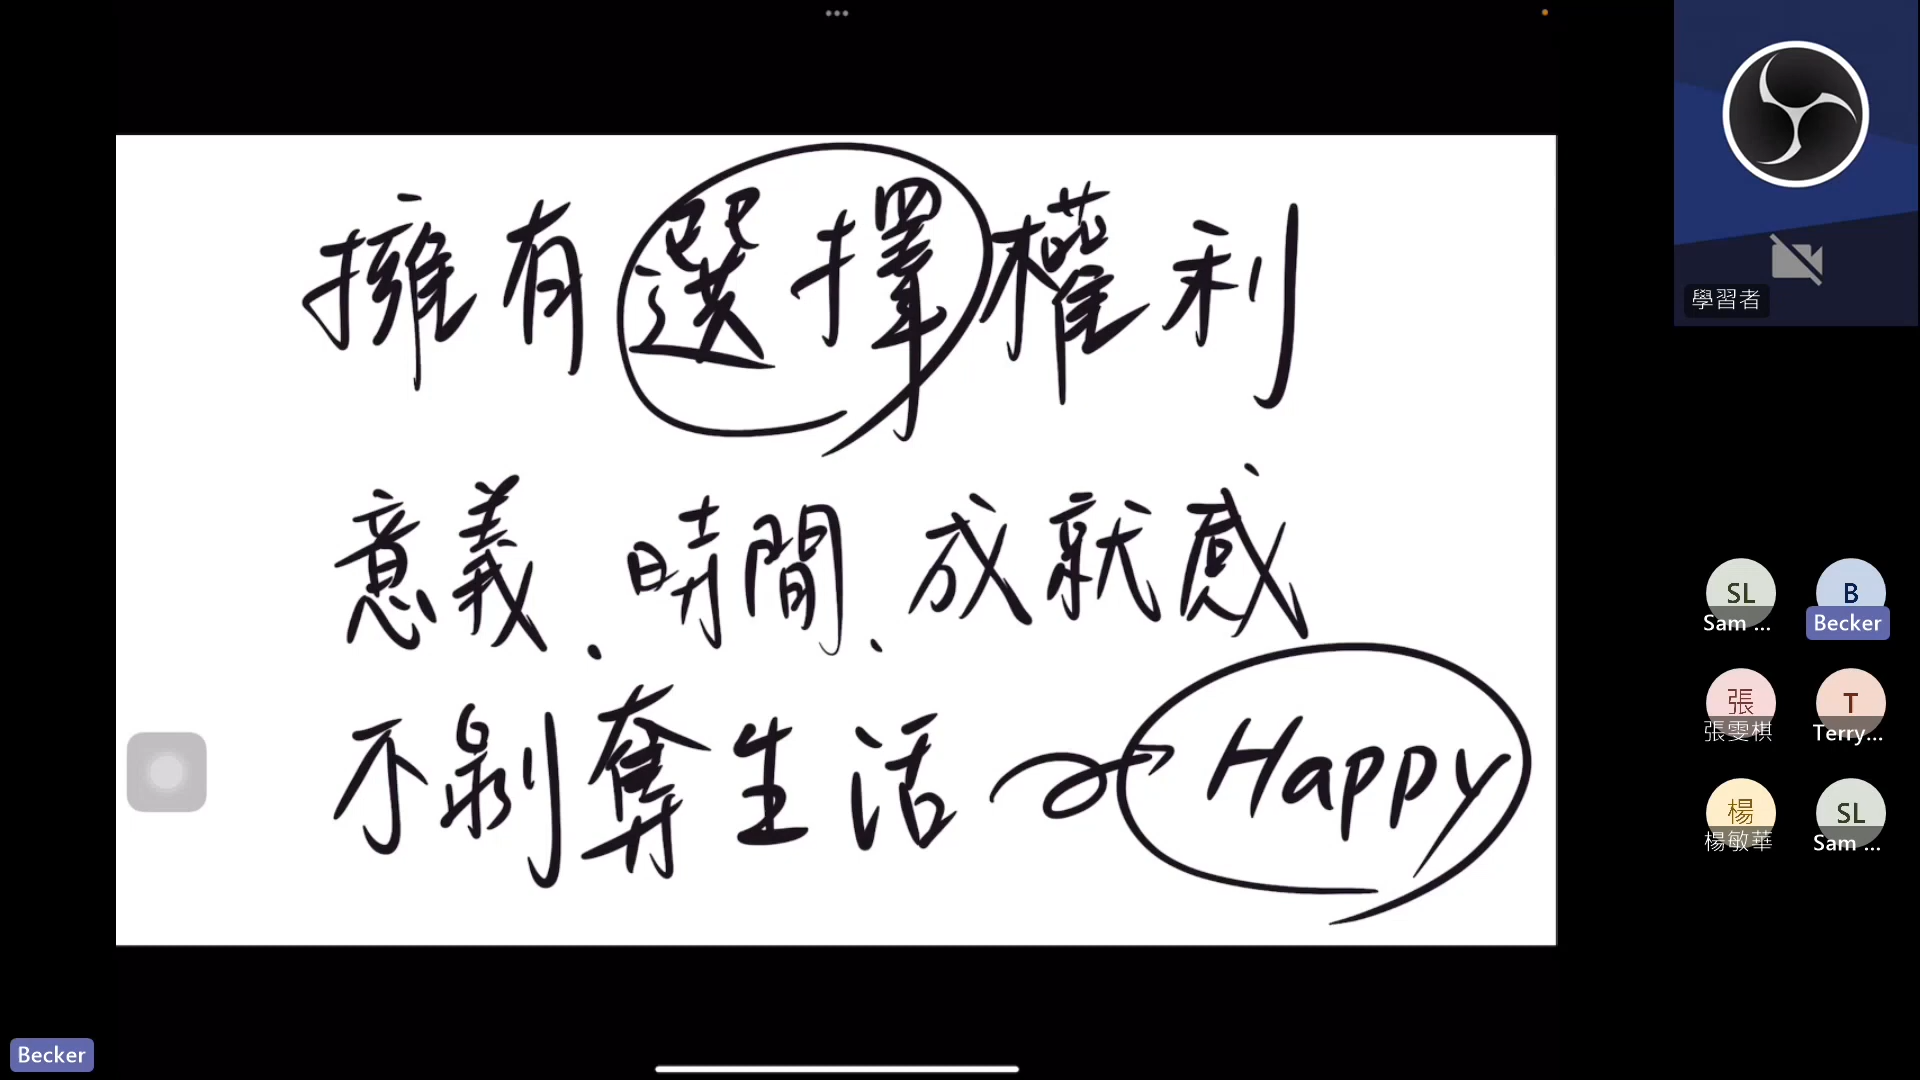 擁有選擇權利
意義、時間、成就感
不剝奪生活 → Happy
學習者
SL
Sam ...
B
Becker
張
張雯棋
T
Terry...
楊
楊敏華
SL
Sam ...
Becker